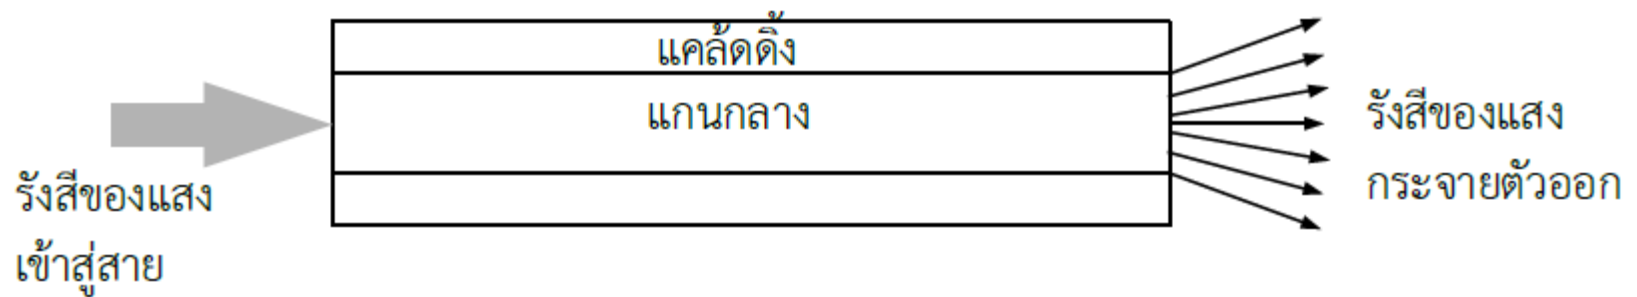 แคล้ดดิ้ง
แกนกลาง
รังสีของแสง
เข้าสู่สาย
รังสีของแสง
กระจายตัวออก